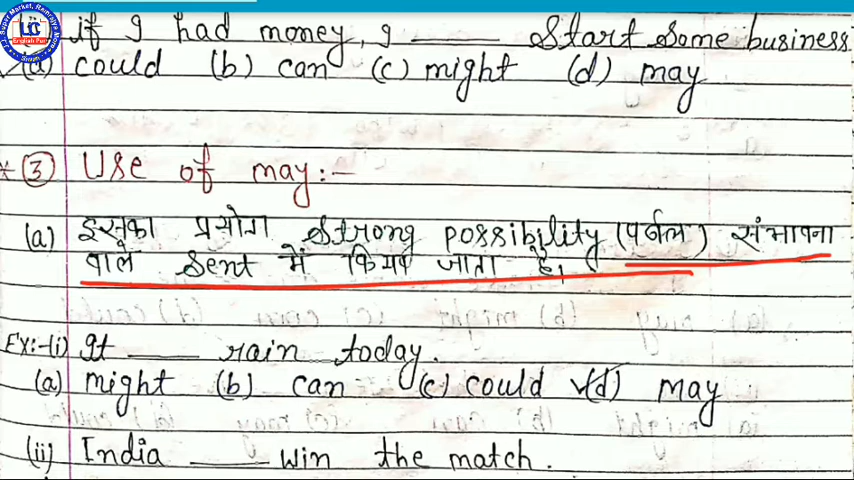 if I had money, I ____ start some business
(a) could (b) can (c) might (d) may
* ③ Use of may:-
(a) इसका प्रयोग Strong possibility (प्रबल) संभावना
वाले sent में किया जाता है।
Ex:-(i) It ____ rain today.
(a) might (b) can (c) could ✓(d) may
(ii) India ____ win the match.